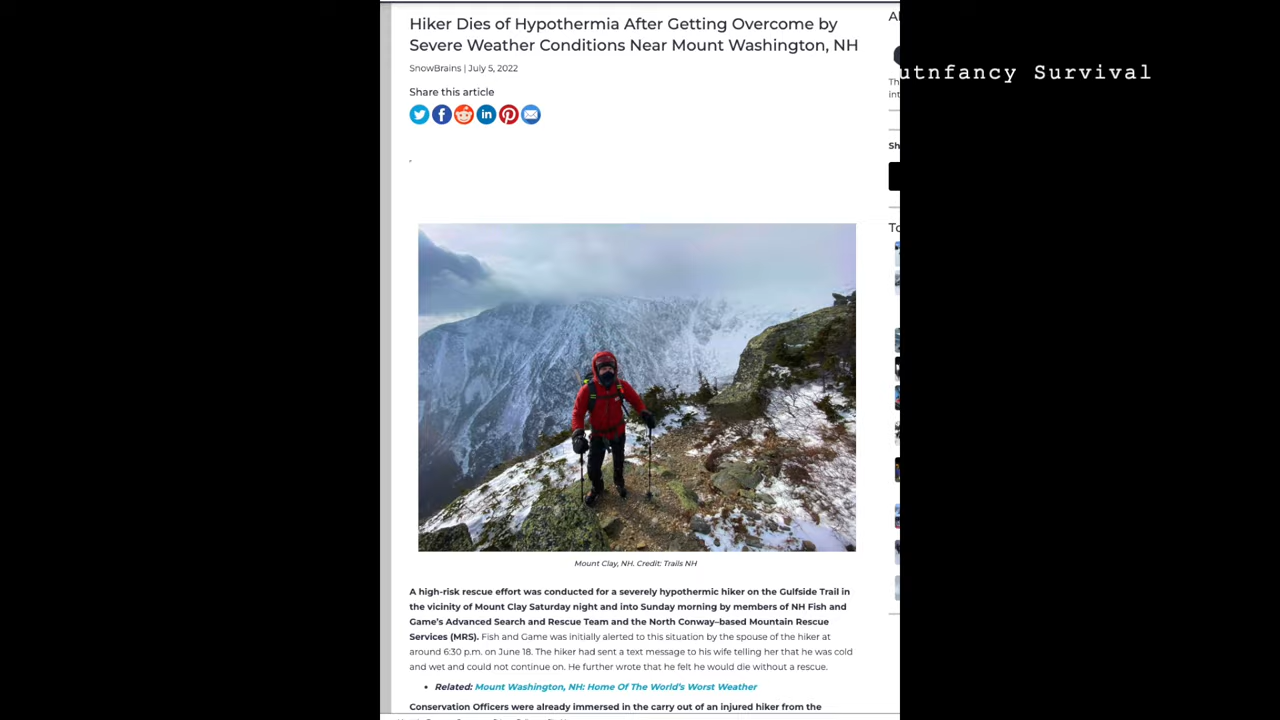 Hiker Dies of Hypothermia After Getting Overcome by
Severe Weather Conditions Near Mount Washington, NH
SnowBrains | July 5, 2022
Share this article
utnfancy Survival
Mount Clay, NH. Credit: Trails NH
A high-risk rescue effort was conducted for a severely hypothermic hiker on the Gulfside Trail in
the vicinity of Mount Clay Saturday night and into Sunday morning by members of NH Fish and
Game's Advanced Search and Rescue Team and the North Conway–based Mountain Rescue
Services (MRS). Fish and Game was initially alerted to this situation by the spouse of the hiker at
around 6:30 p.m. on June 18. The hiker had sent a text message to his wife telling her that he was cold
and wet and could not continue on. He further wrote that he felt he would die without a rescue.
• Related: Mount Washington, NH: Home Of The World's Worst Weather
Conservation Officers were already immersed in the carry out of an injured hiker from the